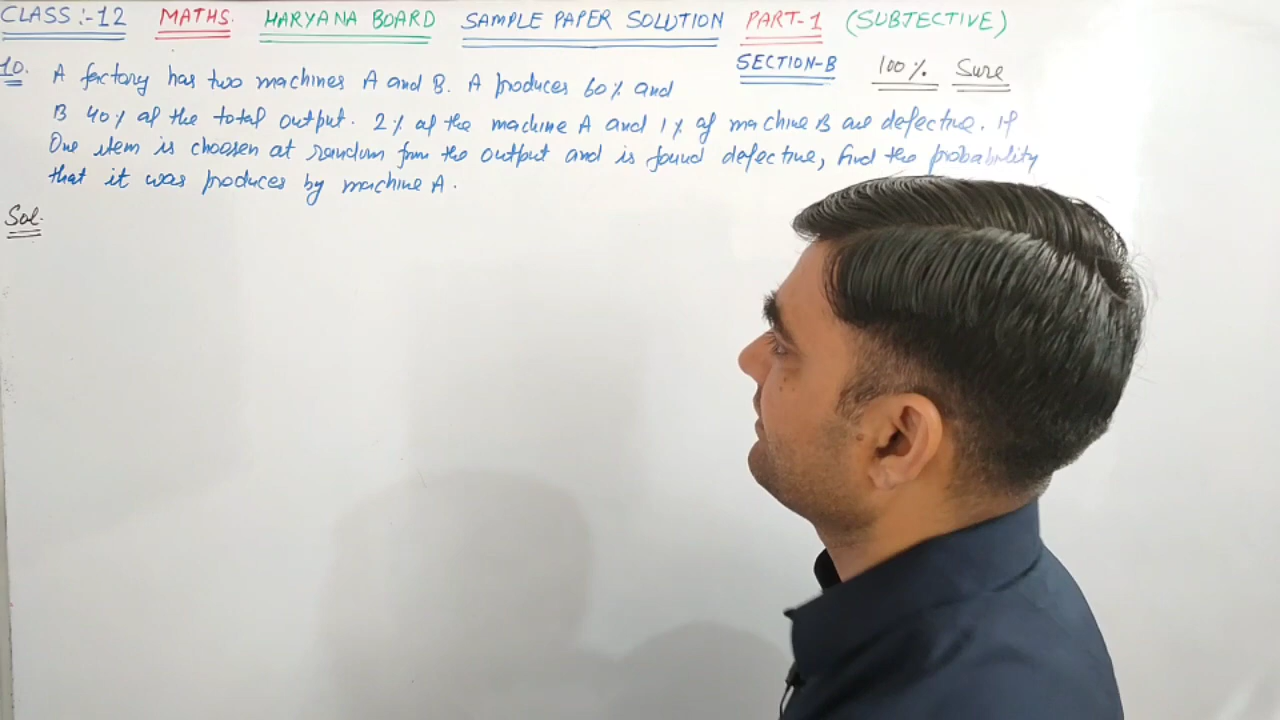 CLASS :- 12 MATHS. HARYANA BOARD SAMPLE PAPER SOLUTION PART-1 (SUBJECTIVE)
SECTION-B 100% Sure
10. A factory has two machines A and B. A produces 60% and
B 40% of the total output. 2% of the machine A and 1% of machine B are defective. If
One item is choosen at random from the output and is found defective, find the probability
that it was produces by machine A.
Sol.